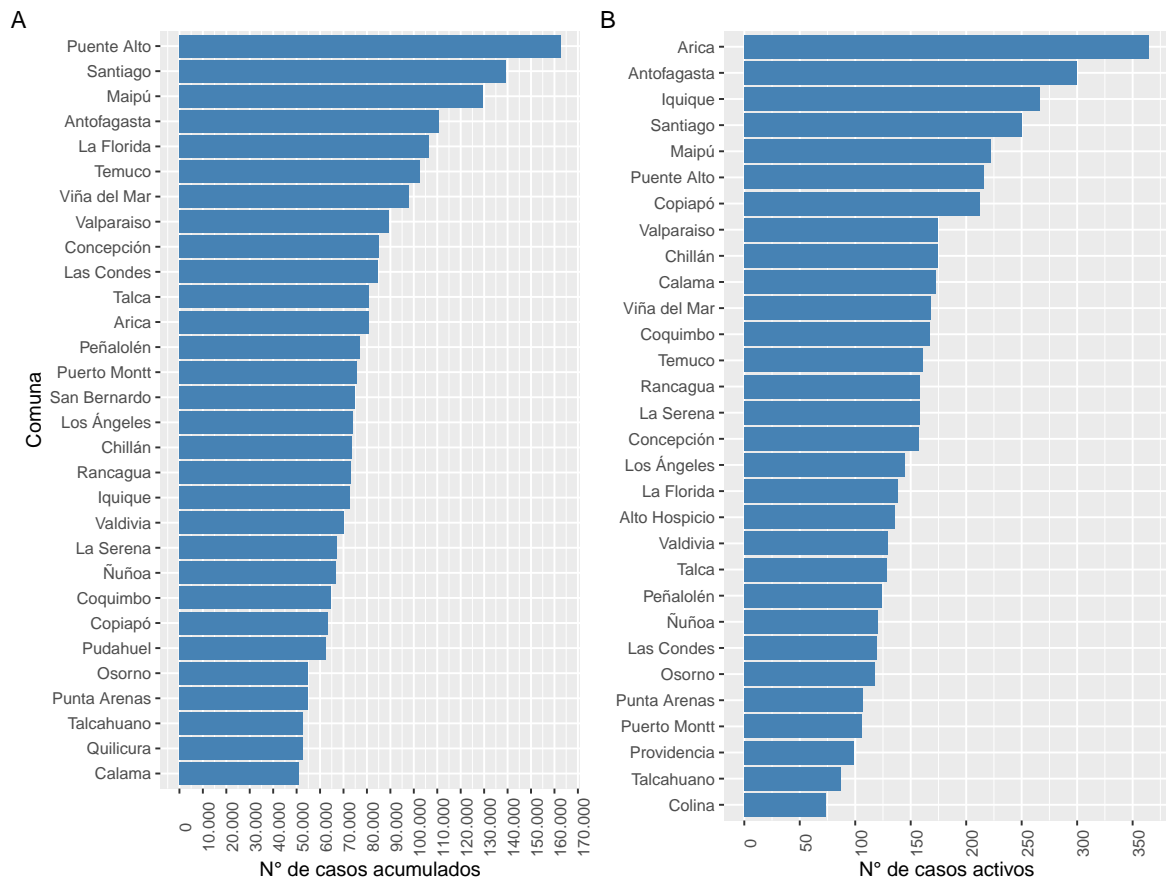 A
Puente Alto
Santiago
Maipú
Antofagasta
La Florida
Temuco
Viña del Mar
Valparaiso
Concepción
Las Condes
Talca
Arica
Peñalolén
Puerto Montt
San Bernardo
Los Ángeles
Chillán
Rancagua
Iquique
Valdivia
La Serena
Ñuñoa
Coquimbo
Copiapó
Pudahuel
Osorno
Punta Arenas
Talcahuano
Quilicura
Calama
Comuna
0
10.000
20.000
30.000
40.000
50.000
60.000
70.000
80.000
90.000
100.000
110.000
120.000
130.000
140.000
150.000
160.000
170.000
N° de casos acumulados
B
Arica
Antofagasta
Iquique
Santiago
Maipú
Puente Alto
Copiapó
Valparaiso
Chillán
Calama
Viña del Mar
Coquimbo
Temuco
Rancagua
La Serena
Concepción
Los Ángeles
La Florida
Alto Hospicio
Valdivia
Talca
Peñalolén
Ñuñoa
Las Condes
Osorno
Punta Arenas
Puerto Montt
Providencia
Talcahuano
Colina
0
50
100
150
200
250
300
350
N° de casos activos